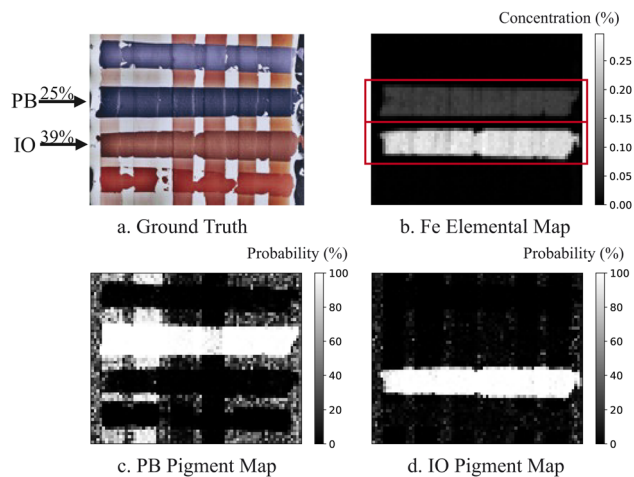 Concentration (%)
PB 25%
IO 39%
0.25
0.20
0.15
0.10
0.05
0.00
a. Ground Truth
b. Fe Elemental Map
Probability (%)
Probability (%)
100
80
60
40
20
0
100
80
60
40
20
0
c. PB Pigment Map
d. IO Pigment Map